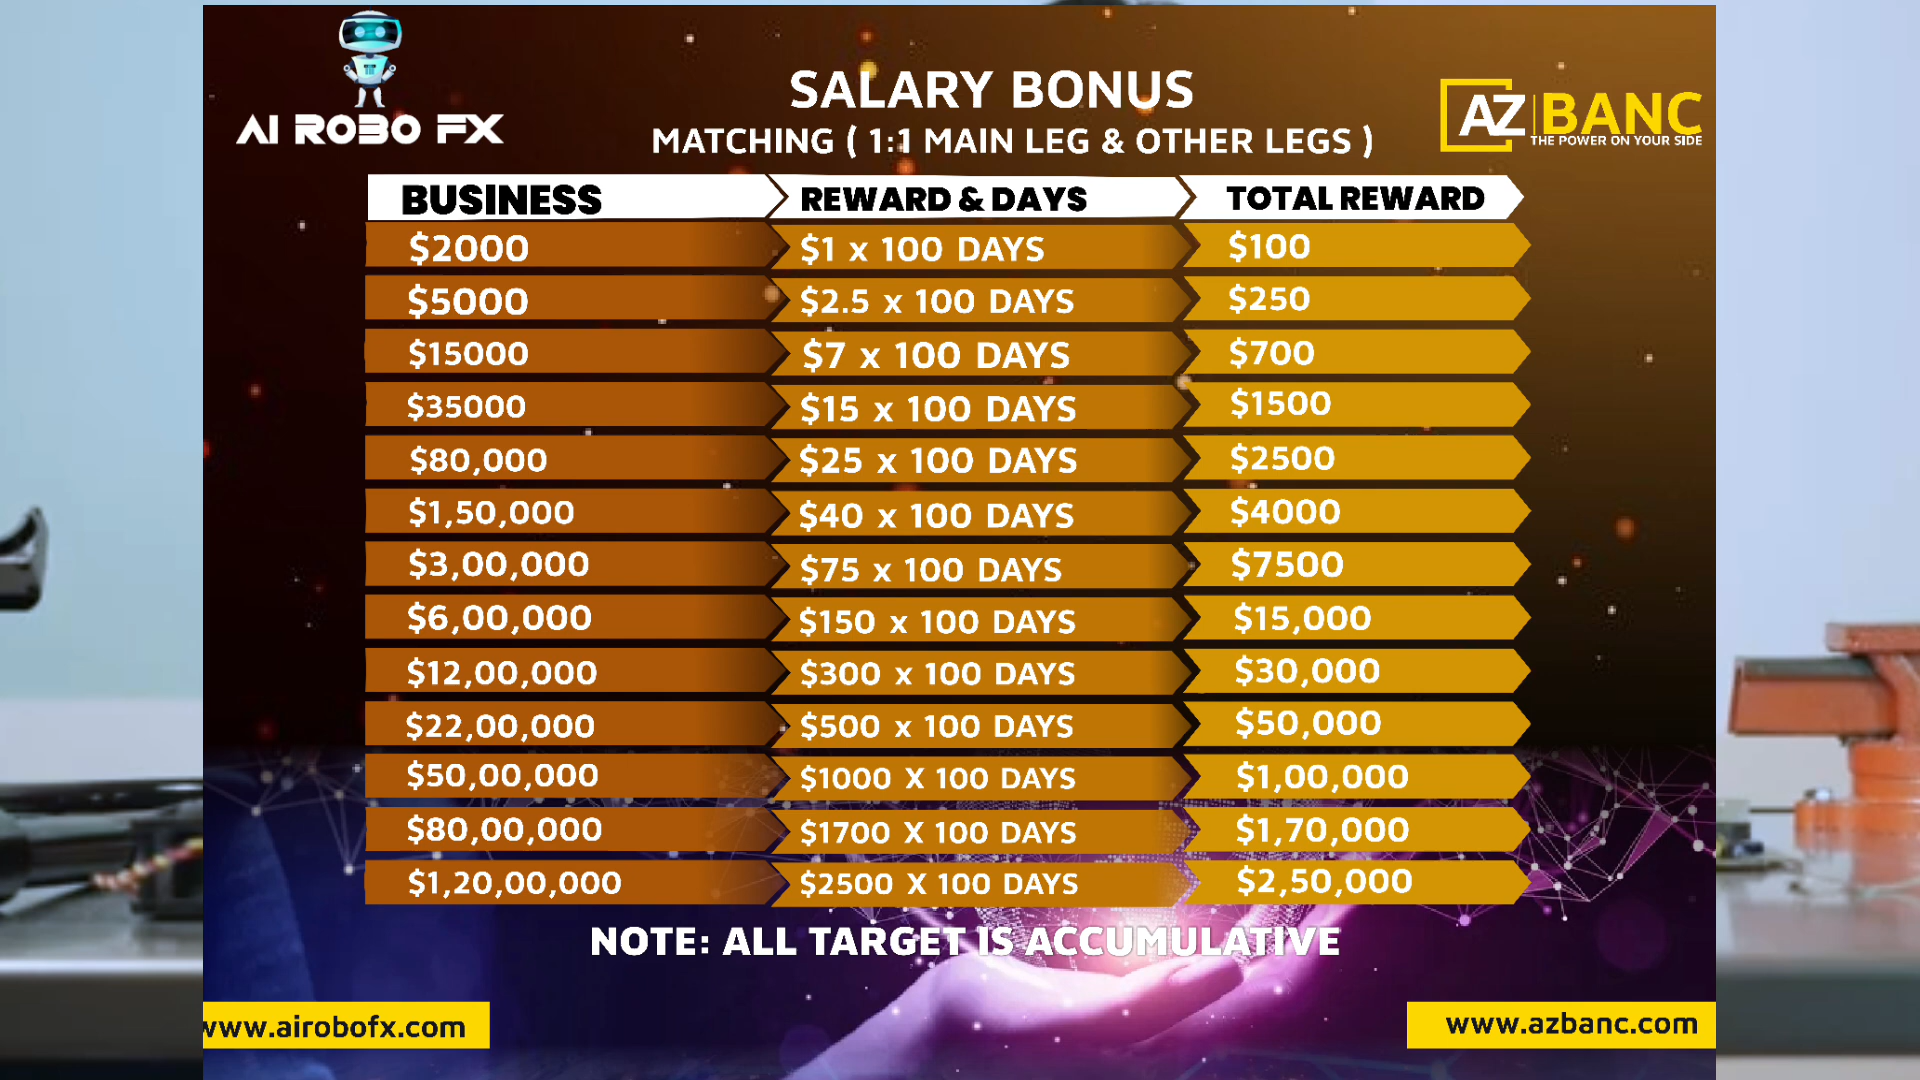 AI ROBO FX
SALARY BONUS
MATCHING ( 1:1 MAIN LEG & OTHER LEGS )
AZ BANC
THE POWER ON YOUR SIDE
BUSINESS REWARD & DAYS TOTAL REWARD
$2000 $1 x 100 DAYS $100
$5000 $2.5 x 100 DAYS $250
$15000 $7 x 100 DAYS $700
$35000 $15 x 100 DAYS $1500
$80,000 $25 x 100 DAYS $2500
$1,50,000 $40 x 100 DAYS $4000
$3,00,000 $75 x 100 DAYS $7500
$6,00,000 $150 x 100 DAYS $15,000
$12,00,000 $300 x 100 DAYS $30,000
$22,00,000 $500 x 100 DAYS $50,000
$50,00,000 $1000 X 100 DAYS $1,00,000
$80,00,000 $1700 X 100 DAYS $1,70,000
$1,20,00,000 $2500 X 100 DAYS $2,50,000
NOTE: ALL TARGET IS ACCUMULATIVE
www.airobofx.com
www.azbanc.com